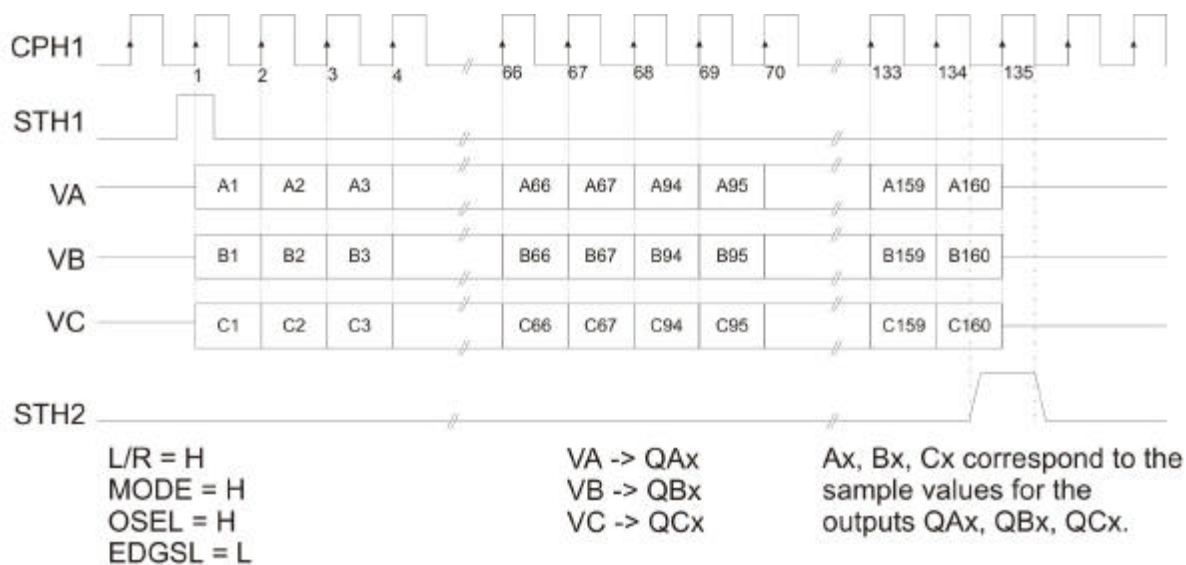 CPH1
1 2 3 4 66 67 68 69 70 133 134 135
STH1
VA A1 A2 A3 A66 A67 A94 A95 A159 A160
VB B1 B2 B3 B66 B67 B94 B95 B159 B160
VC C1 C2 C3 C66 C67 C94 C95 C159 C160
STH2
L/R = H
MODE = H
OSEL = H
EDGSL = L
VA -> QAx
VB -> QBx
VC -> QCx
Ax, Bx, Cx correspond to the
sample values for the
outputs QAx, QBx, QCx.